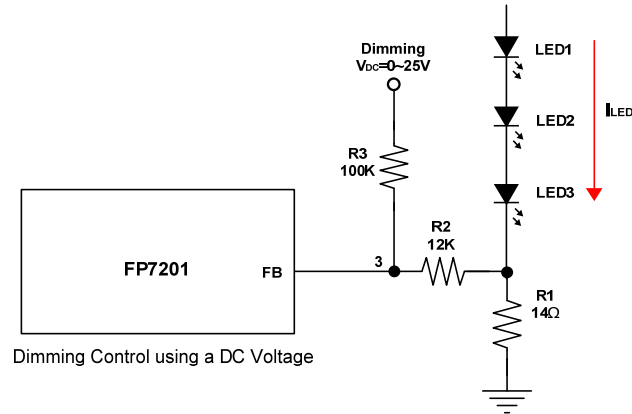 Dimming
VDC=0~25V
LED1
ILED
LED2
R3
100K
LED3
R2
12K
FP7201
FB
3
R1
14Ω
Dimming Control using a DC Voltage